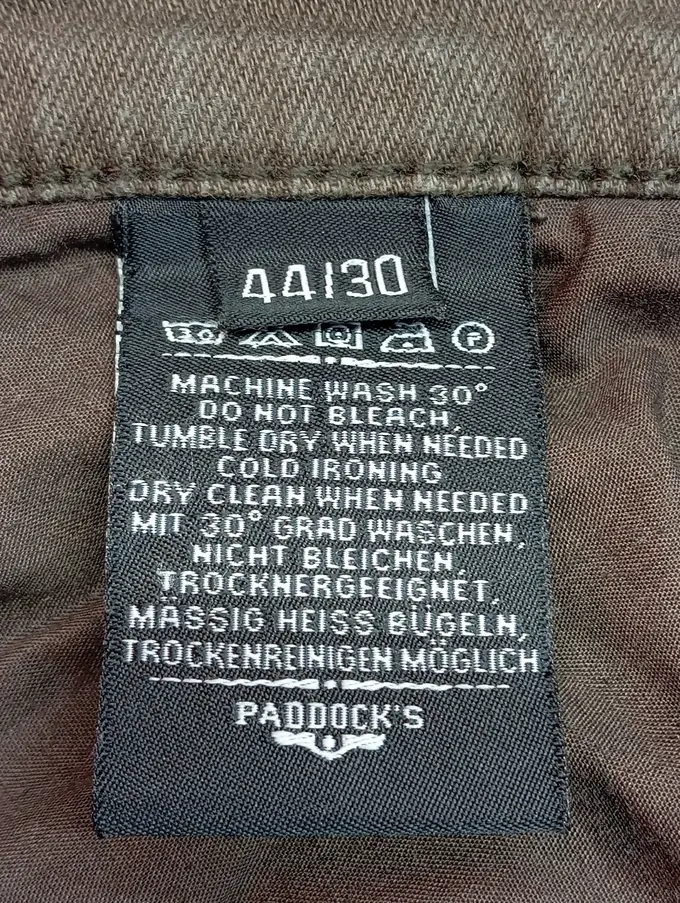 44/30
30 F
MACHINE WASH 30°
DO NOT BLEACH,
TUMBLE DRY WHEN NEEDED
COLD IRONING
DRY CLEAN WHEN NEEDED
MIT 30° GRAD WASCHEN,
NICHT BLEICHEN,
TROCKNERGEEIGNET,
MÄSSIG HEISS BÜGELN,
TROCKENREINIGEN MÖGLICH
PADDOCK'S